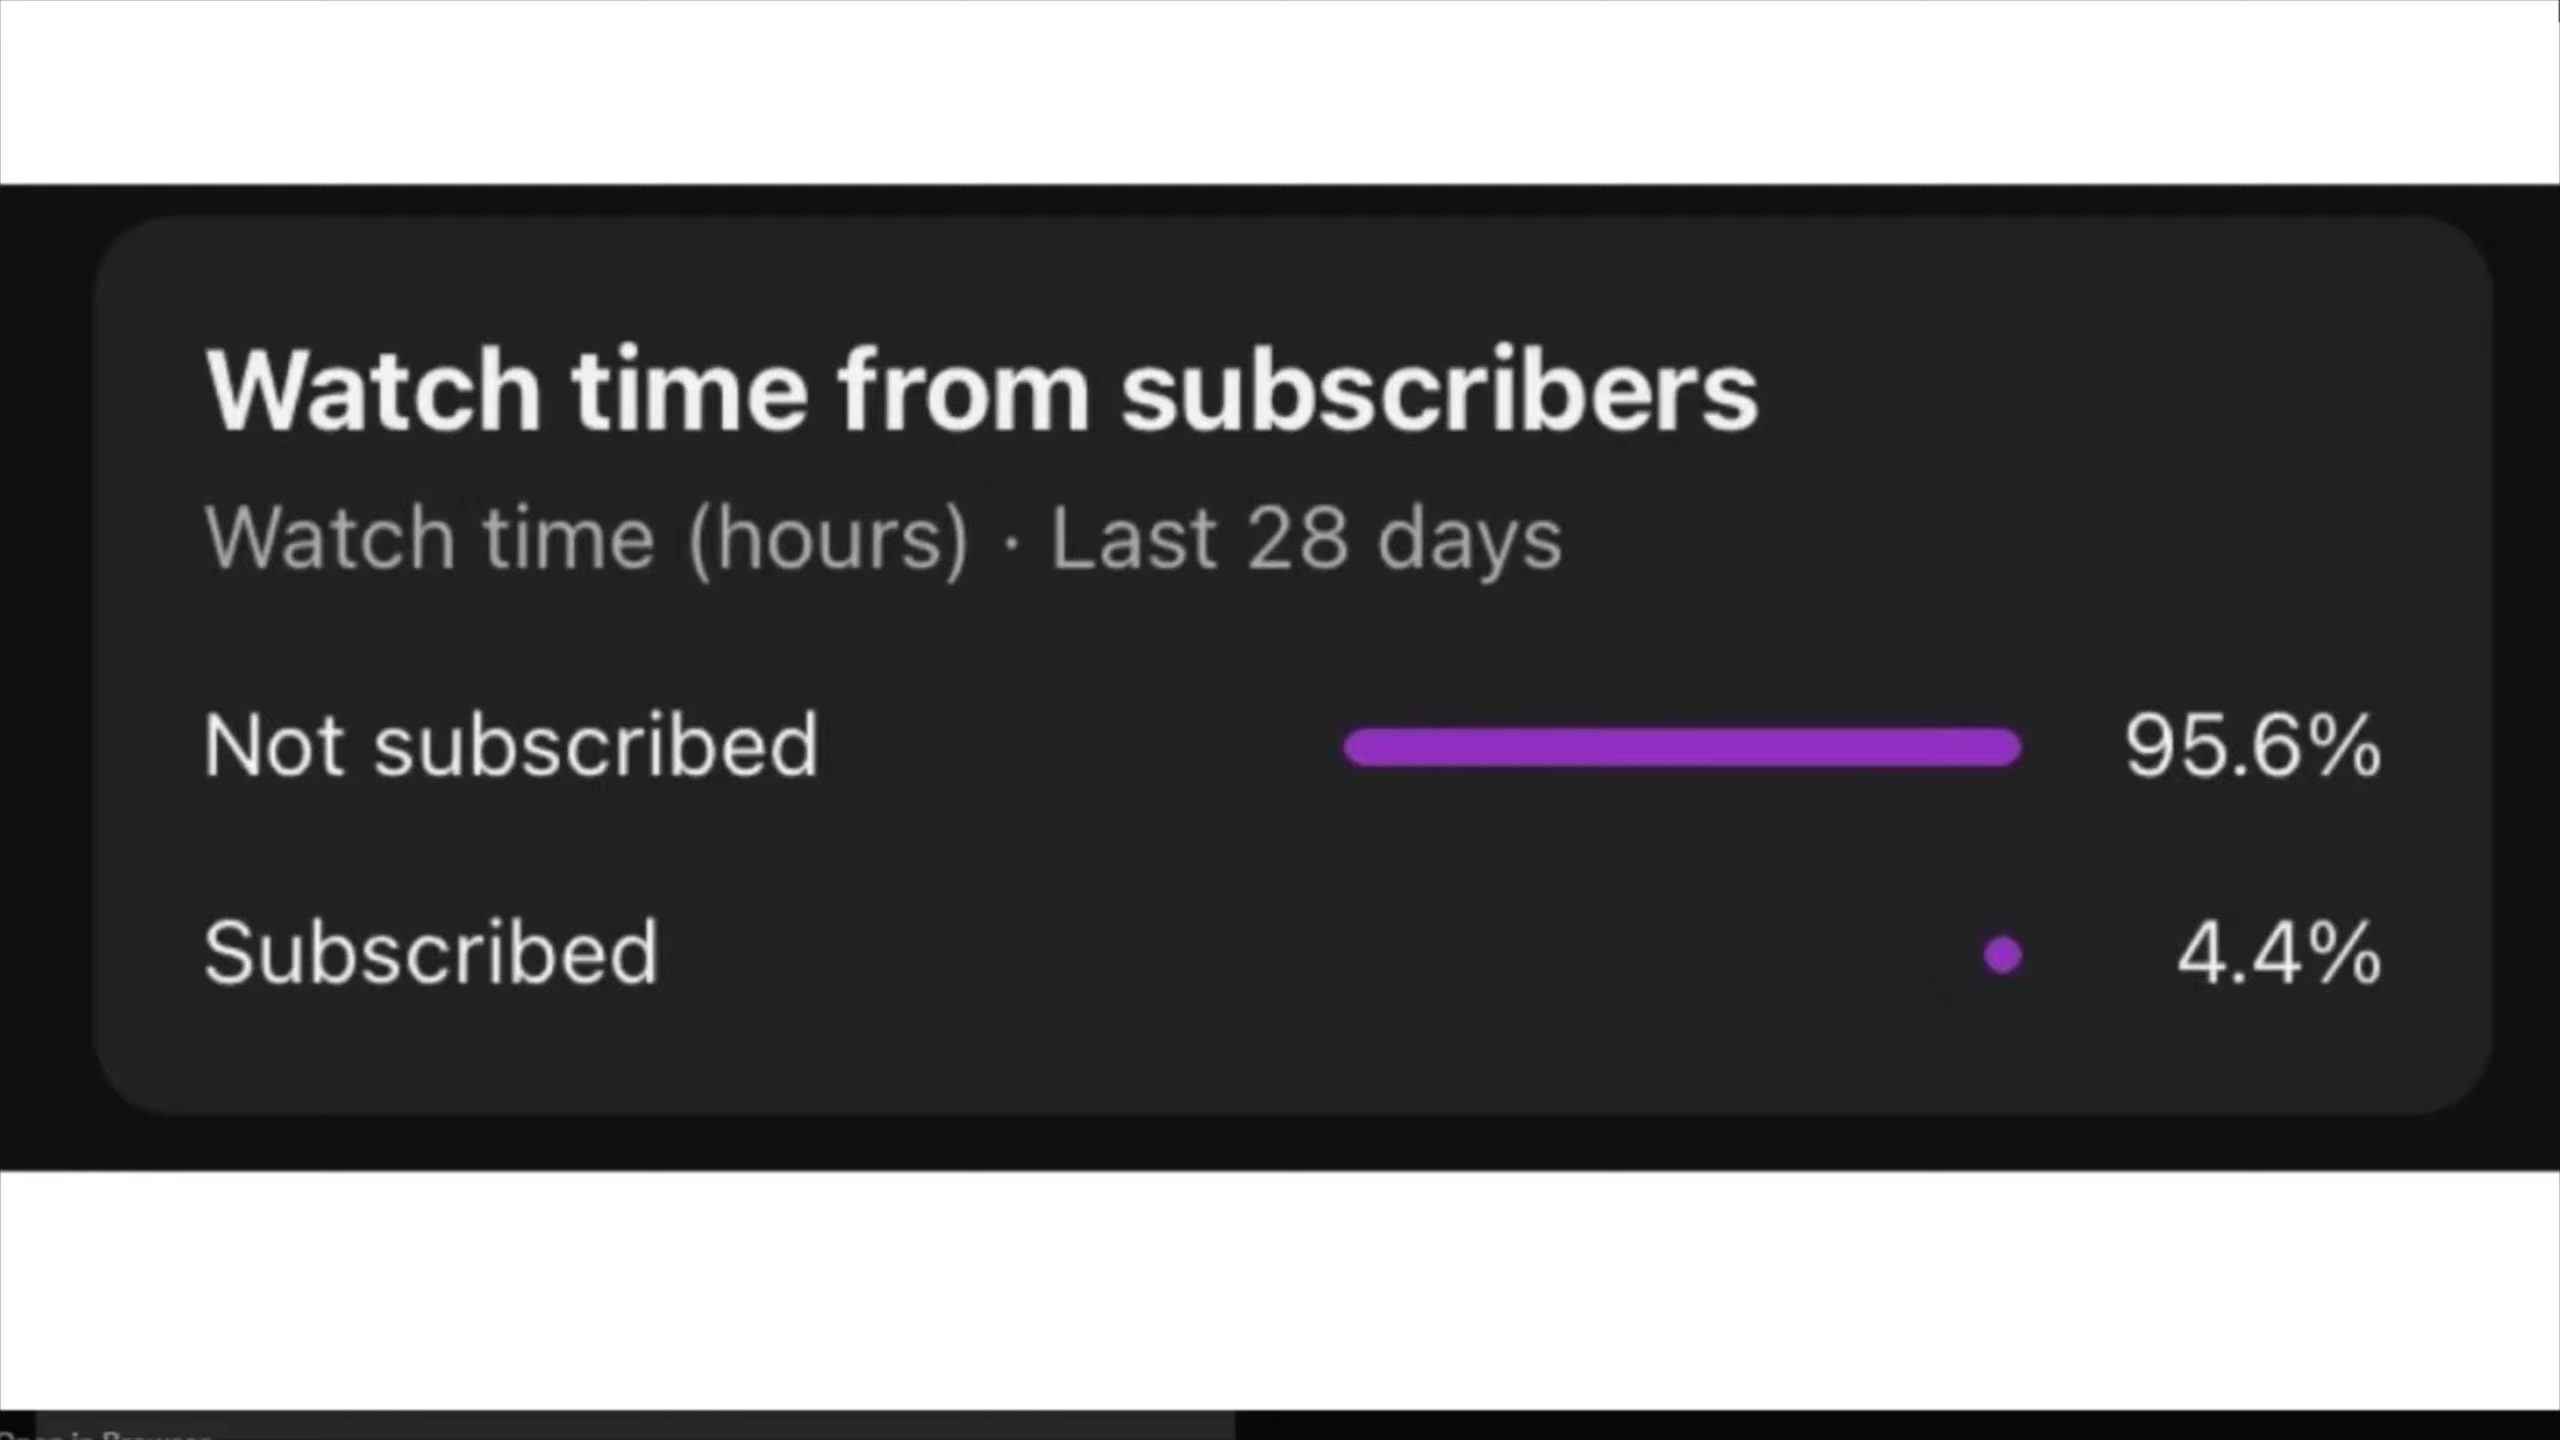 Watch time from subscribers
Watch time (hours) · Last 28 days
Not subscribed 95.6%
Subscribed 4.4%